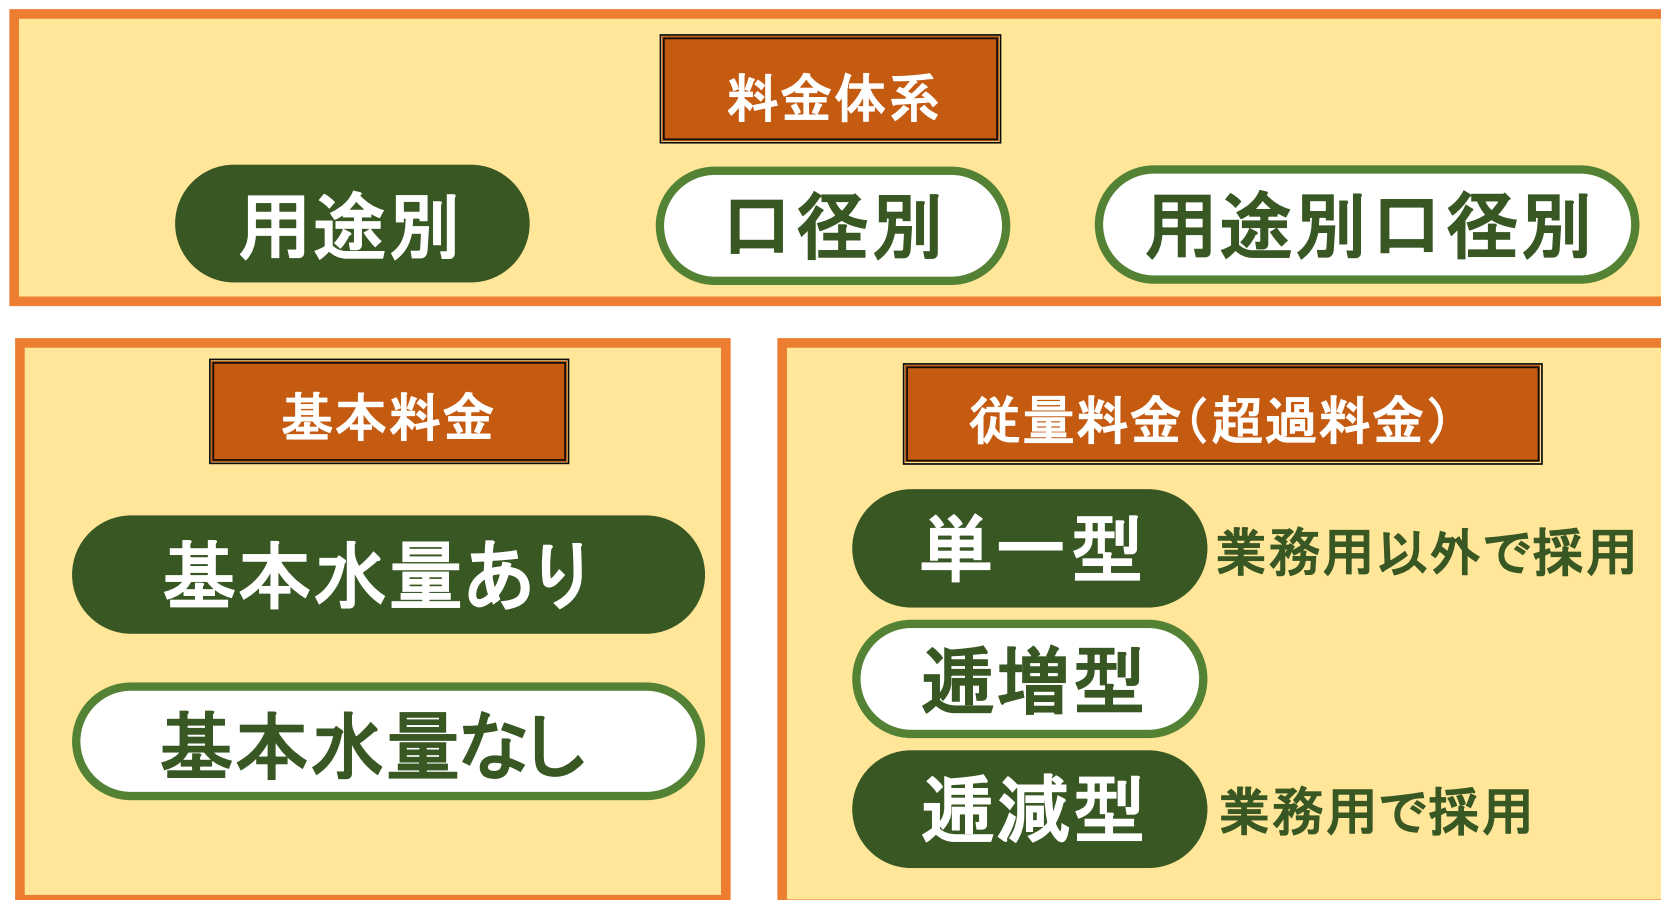 料金体系
用途別
口径別
用途別口径別
基本料金
基本水量あり
基本水量なし
従量料金(超過料金)
単一型 業務用以外で採用
逓増型
逓減型 業務用で採用